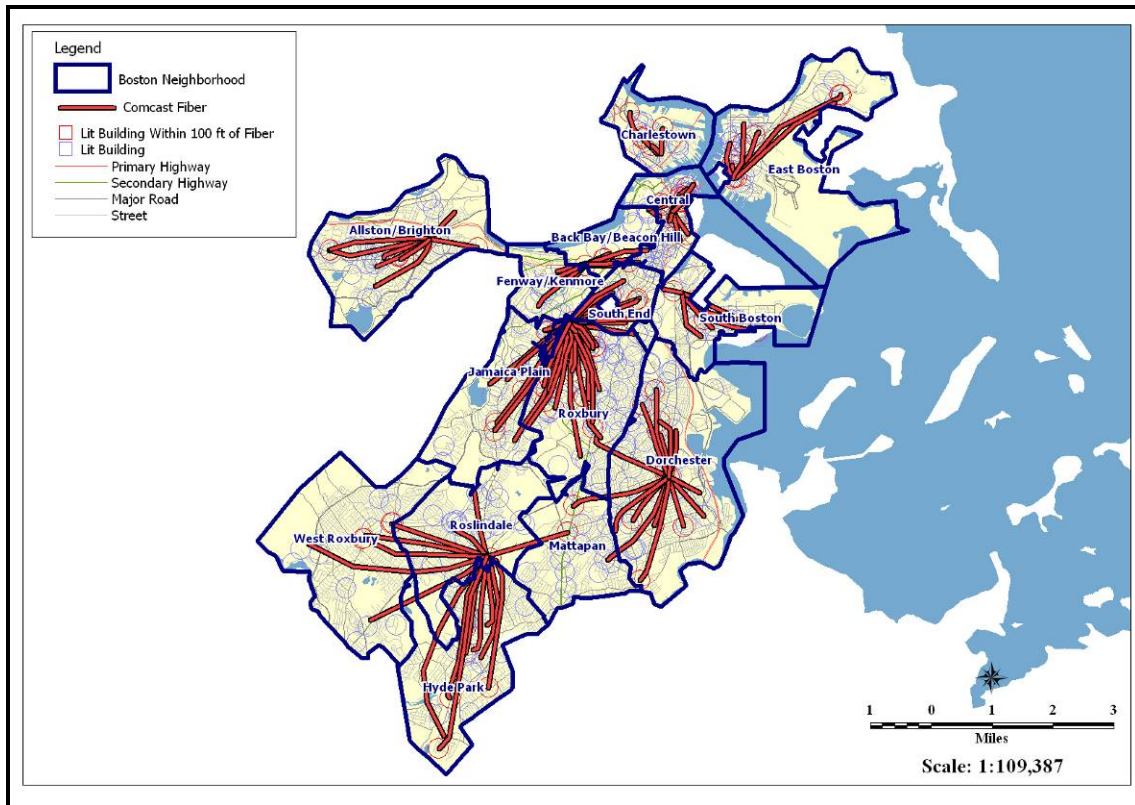 Legend
Boston Neighborhood
Comcast Fiber
Lit Building Within 100 ft of Fiber
Lit Building
Primary Highway
Secondary Highway
Major Road
Street
Charlestown
East Boston
Central
Allston/Brighton
Back Bay/Beacon Hill
Fenway/Kenmore
South End
South Boston
Jamaica Plain
Roxbury
Dorchester
Roslindale
West Roxbury
Mattapan
Hyde Park
1 0 1 2 3
Miles
Scale: 1:109,387